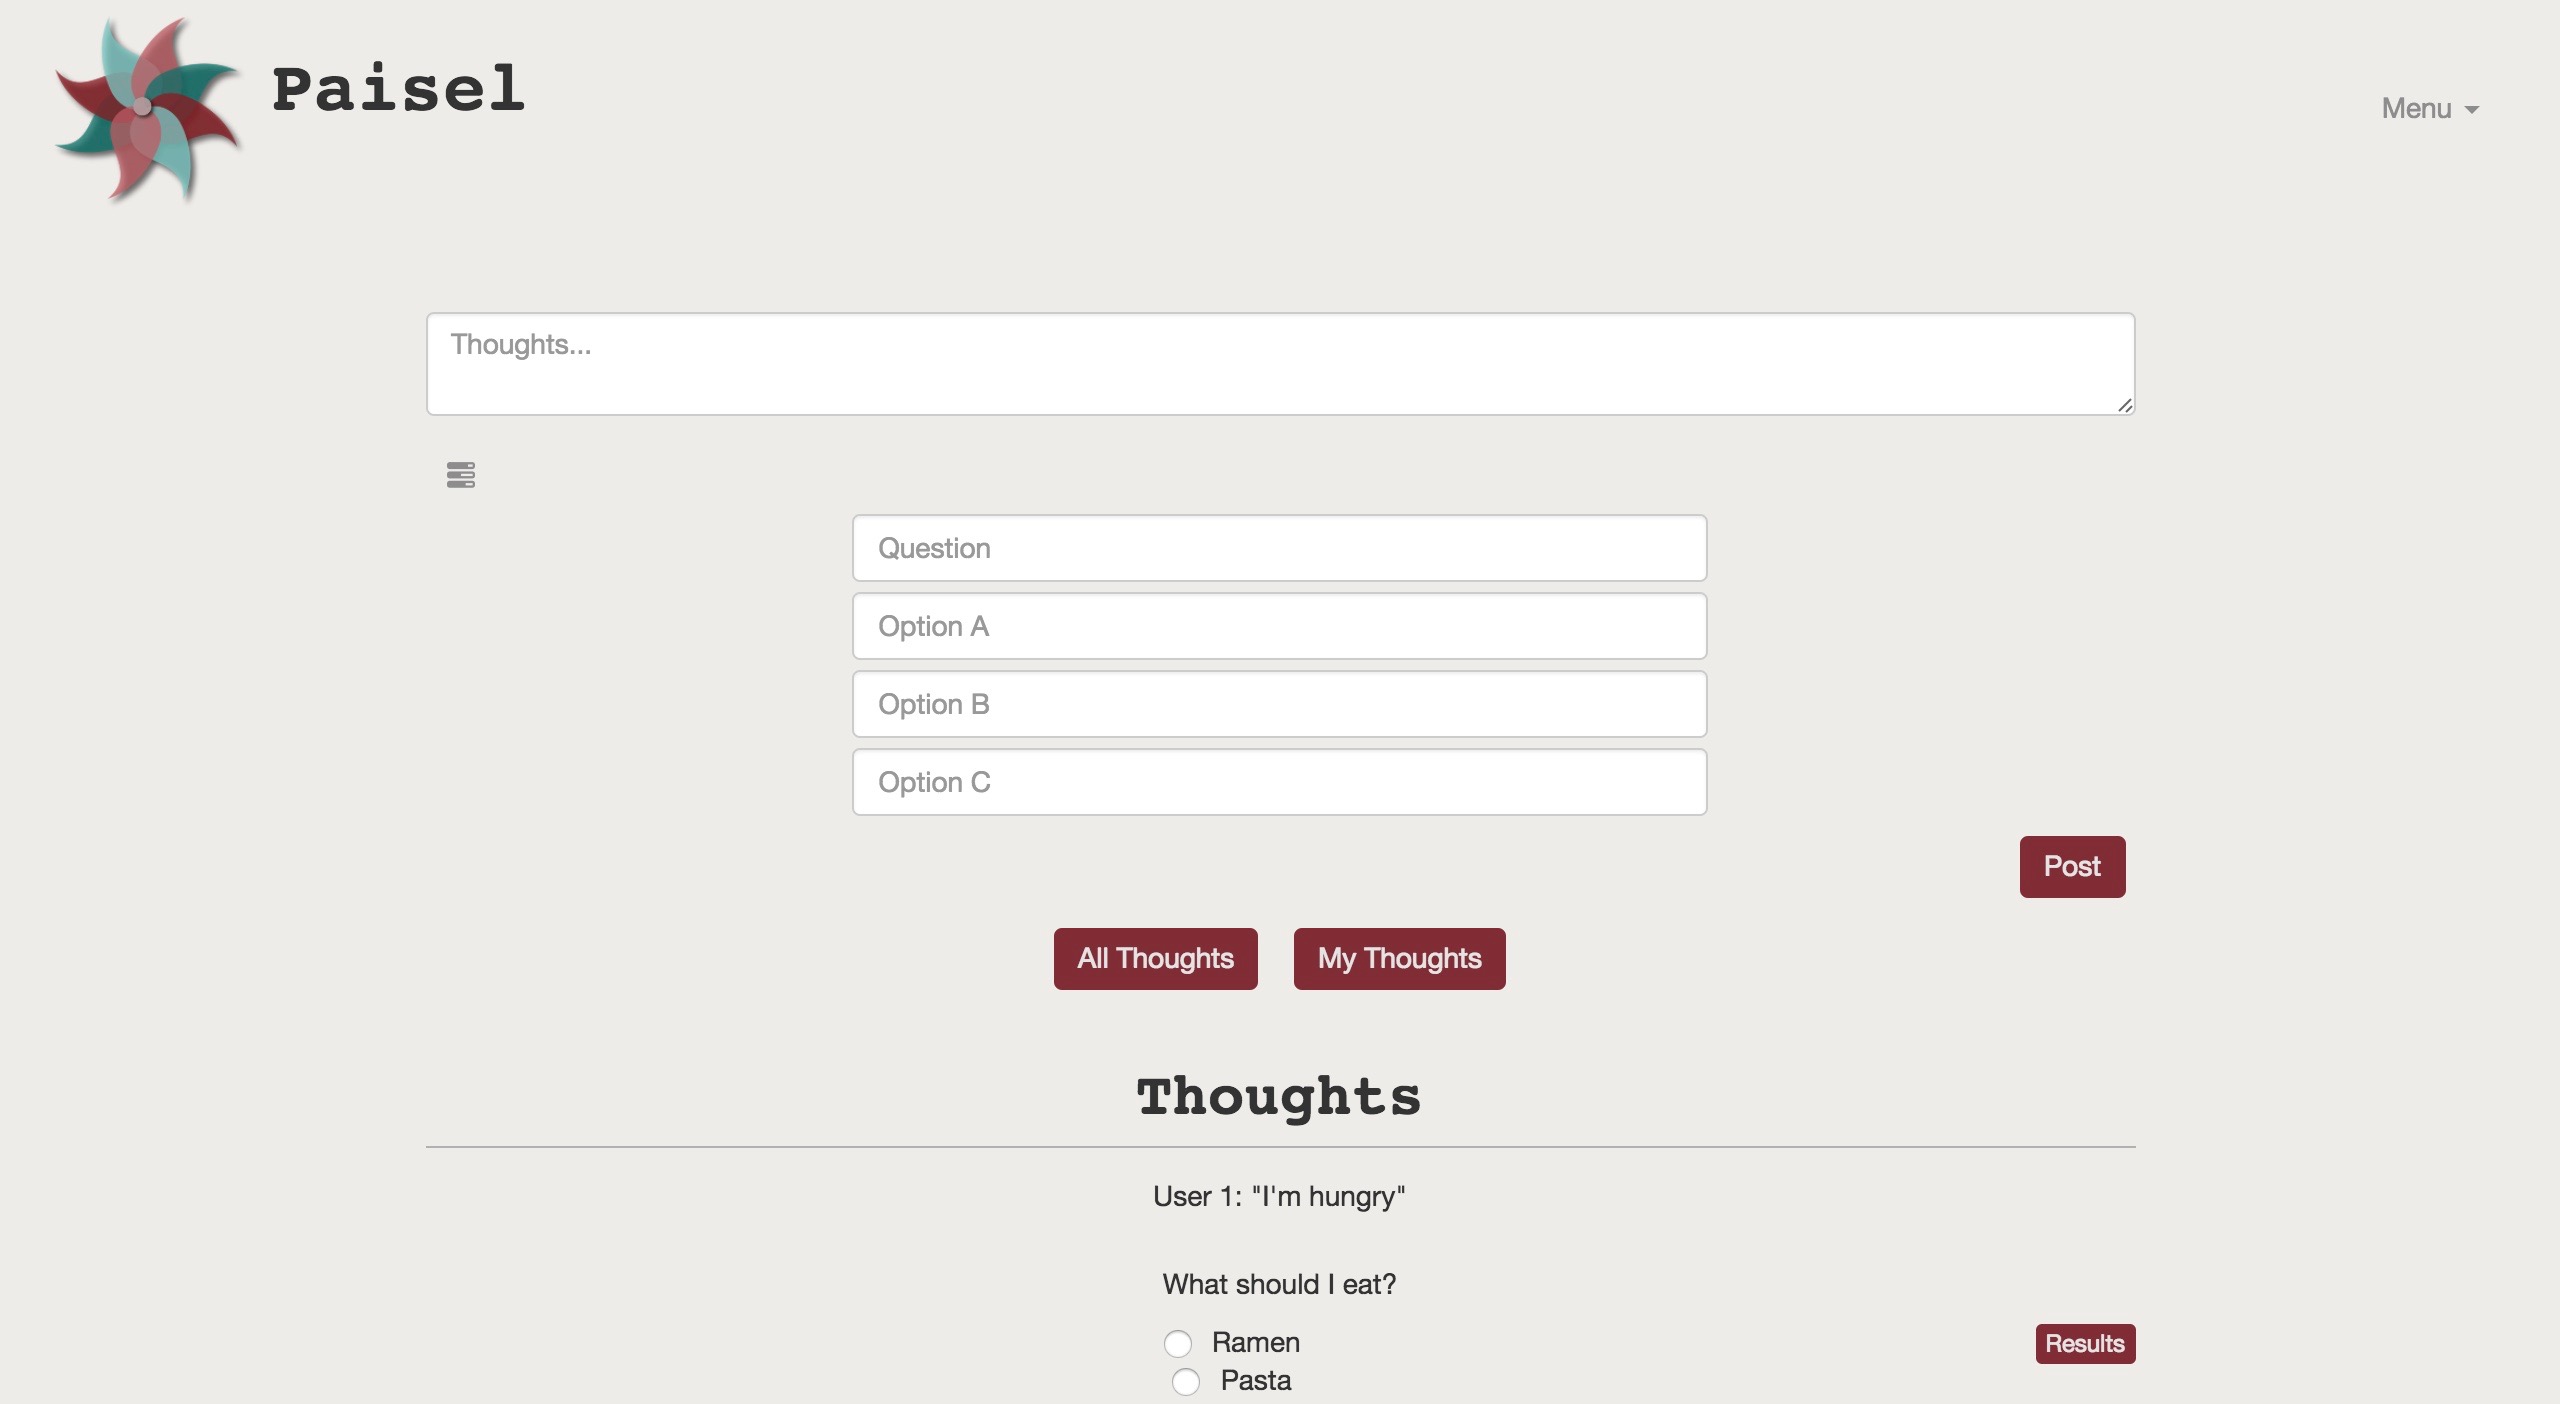 Paisel
Menu
Thoughts...
Question
Option A
Option B
Option C
Post
All Thoughts
My Thoughts
Thoughts
User 1: "I'm hungry"
What should I eat?
Ramen
Results
Pasta